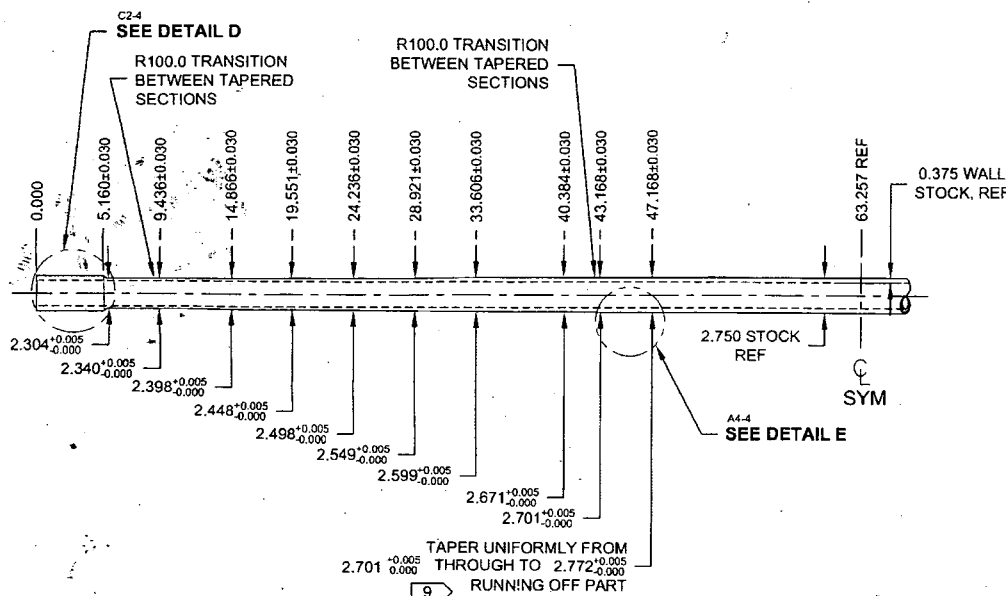 C2-4
SEE DETAIL D
R100.0 TRANSITION
BETWEEN TAPERED
SECTIONS
R100.0 TRANSITION
BETWEEN TAPERED
SECTIONS
0.000
5.160±0.030
9.436±0.030
14.866±0.030
19.551±0.030
24.236±0.030
28.921±0.030
33.606±0.030
40.384±0.030
43.168±0.030
47.168±0.030
63.257 REF
0.375 WALL
STOCK, REF
2.304 +0.005 -0.000
2.340 +0.005 -0.000
2.398 +0.005 -0.000
2.448 +0.005 -0.000
2.498 +0.005 -0.000
2.549 +0.005 -0.000
2.599 +0.005 -0.000
2.671 +0.005 -0.000
2.701 +0.005 -0.000
2.750 STOCK
REF
CL
SYM
A4-4
SEE DETAIL E
TAPER UNIFORMLY FROM
2.701 +0.005 0.000 THROUGH TO 2.772 +0.005 -0.000
RUNNING OFF PART
9